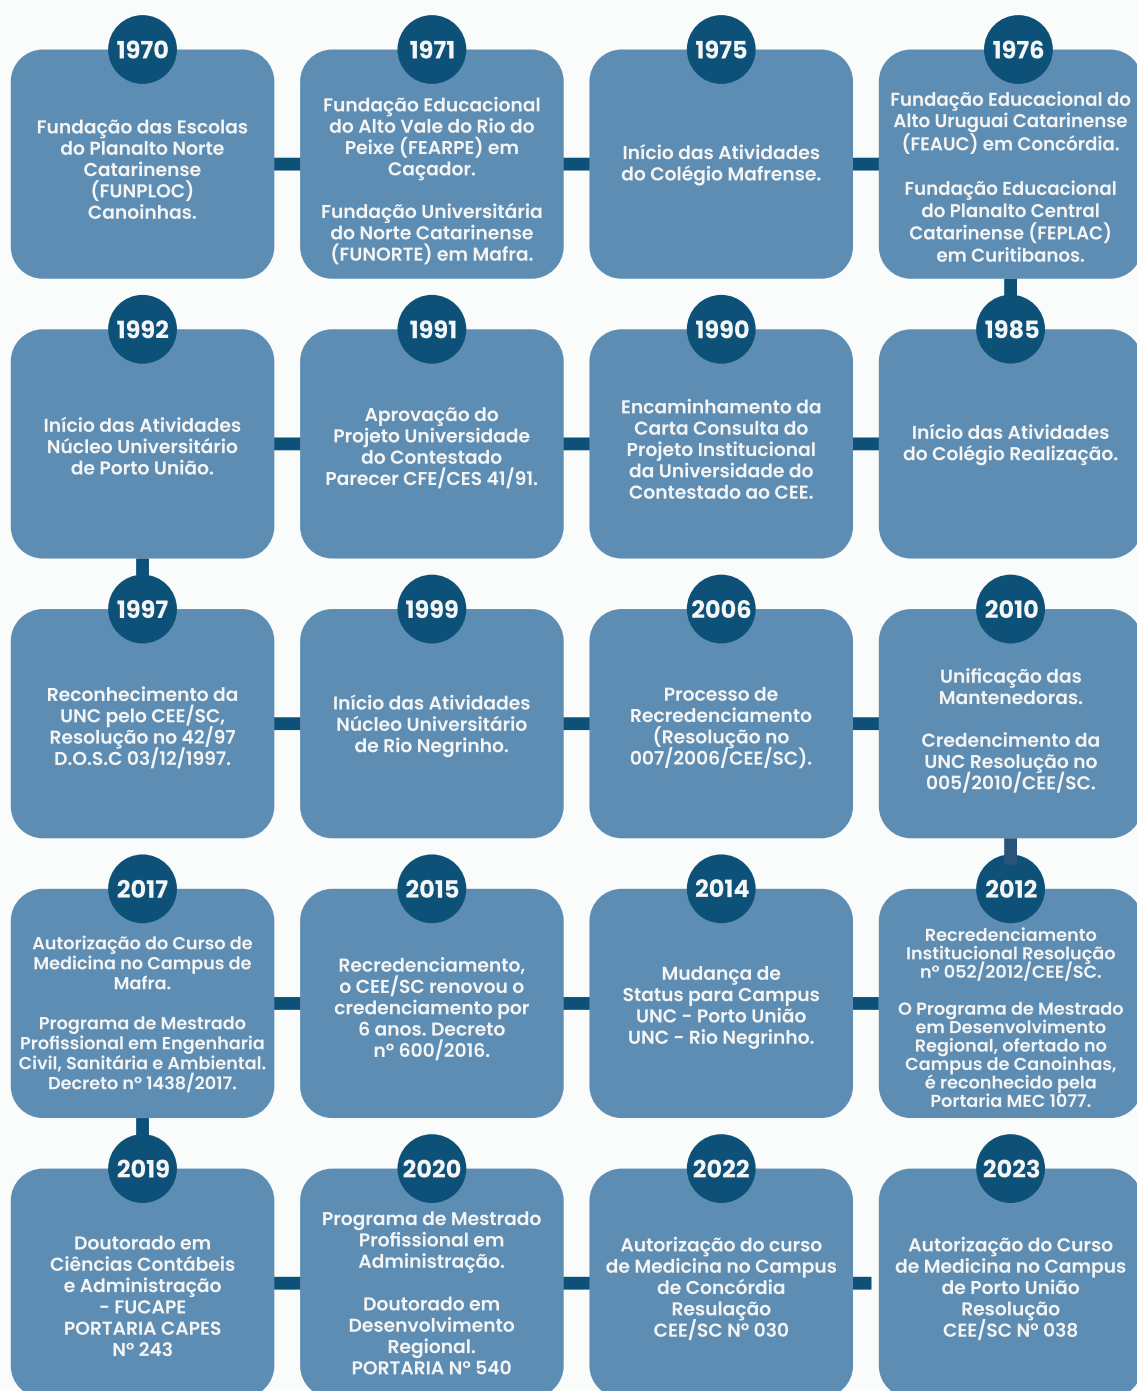 1970
Fundação das Escolas
do Planalto Norte
Catarinense
(FUNPLOC)
Canoinhas.
1971
Fundação Educacional
do Alto Vale do Rio do
Peixe (FEARPE) em
Caçador.
Fundação Universitária
do Norte Catarinense
(FUNORTE) em Mafra.
1975
Início das Atividades
do Colégio Mafrense.
1976
Fundação Educacional do
Alto Uruguai Catarinense
(FEAUC) em Concórdia.
Fundação Educacional
do Planalto Central
Catarinense (FEPLAC)
em Curitibanos.
1985
Início das Atividades
do Colégio Realização.
1990
Encaminhamento da
Carta Consulta do
Projeto Institucional
da Universidade do
Contestado ao CEE.
1991
Aprovação do
Projeto Universidade
do Contestado
Parecer CFE/CES 41/91.
1992
Início das Atividades
Núcleo Universitário
de Porto União.
1997
Reconhecimento da
UNC pelo CEE/SC,
Resolução no 42/97
D.O.S.C 03/12/1997.
1999
Início das Atividades
Núcleo Universitário
de Rio Negrinho.
2006
Processo de
Recredenciamento
(Resolução no
007/2006/CEE/SC).
2010
Unificação das
Mantenedoras.
Credencimento da
UNC Resolução no
005/2010/CEE/SC.
2012
Recredenciamento
Institucional Resolução
nº 052/2012/CEE/SC.
O Programa de Mestrado
em Desenvolvimento
Regional, ofertado no
Campus de Canoinhas,
é reconhecido pela
Portaria MEC 1077.
2014
Mudança de
Status para Campus
UNC - Porto União
UNC - Rio Negrinho.
2015
Recredenciamento,
o CEE/SC renovou o
credenciamento por
6 anos. Decreto
nº 600/2016.
2017
Autorização do Curso de
Medicina no Campus de
Mafra.
Programa de Mestrado
Profissional em Engenharia
Civil, Sanitária e Ambiental.
Decreto nº 1438/2017.
2019
Doutorado em
Ciências Contábeis
e Administração
- FUCAPE
PORTARIA CAPES
Nº 243
2020
Programa de Mestrado
Profissional em
Administração.
Doutorado em
Desenvolvimento
Regional.
PORTARIA Nº 540
2022
Autorização do curso
de Medicina no Campus
de Concórdia
Resulação
CEE/SC Nº 030
2023
Autorização do Curso
de Medicina no Campus
de Porto União
Resolução
CEE/SC Nº 038